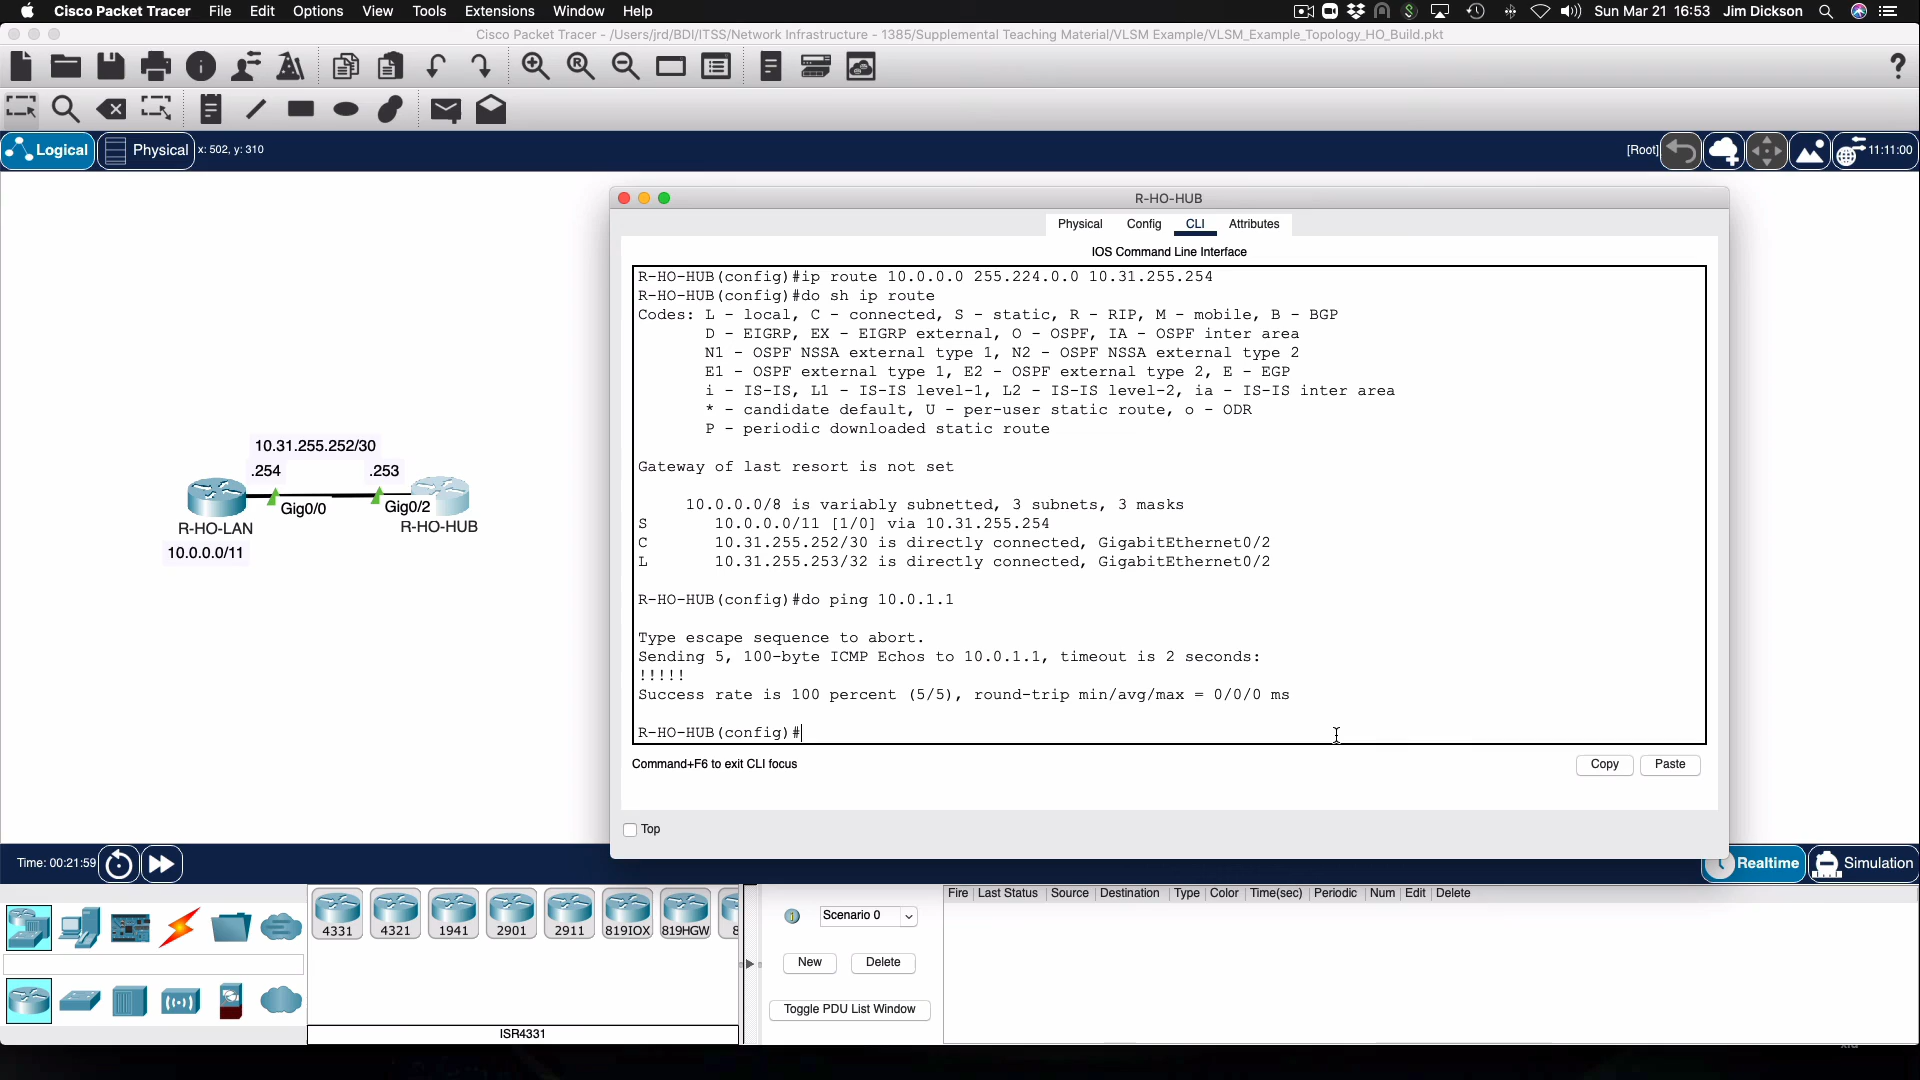 Cisco Packet Tracer File Edit Options View Tools Extensions Window Help Sun Mar 21 16:53 Jim Dickson
Cisco Packet Tracer - /Users/jrd/BDI/ITSS/Network Infrastructure - 1385/Supplemental Teaching Material/VLSM Example/VLSM_Example_Topology_HO_Build.pkt
Logical Physical x: 502, y: 310 [Root] 11:11:00
R-HO-HUB
Physical Config CLI Attributes
IOS Command Line Interface
R-HO-HUB(config)#ip route 10.0.0.0 255.224.0.0 10.31.255.254
R-HO-HUB(config)#do sh ip route
Codes: L - local, C - connected, S - static, R - RIP, M - mobile, B - BGP
D - EIGRP, EX - EIGRP external, O - OSPF, IA - OSPF inter area
N1 - OSPF NSSA external type 1, N2 - OSPF NSSA external type 2
E1 - OSPF external type 1, E2 - OSPF external type 2, E - EGP
i - IS-IS, L1 - IS-IS level-1, L2 - IS-IS level-2, ia - IS-IS inter area
* - candidate default, U - per-user static route, o - ODR
P - periodic downloaded static route
Gateway of last resort is not set
10.0.0.0/8 is variably subnetted, 3 subnets, 3 masks
S 10.0.0.0/11 [1/0] via 10.31.255.254
C 10.31.255.252/30 is directly connected, GigabitEthernet0/2
L 10.31.255.253/32 is directly connected, GigabitEthernet0/2
R-HO-HUB(config)#do ping 10.0.1.1
Type escape sequence to abort.
Sending 5, 100-byte ICMP Echos to 10.0.1.1, timeout is 2 seconds:
!!!!!
Success rate is 100 percent (5/5), round-trip min/avg/max = 0/0/0 ms
R-HO-HUB(config)#
Command+F6 to exit CLI focus
Copy Paste
Top
10.31.255.252/30
.254 .253
Gig0/0 Gig0/2
R-HO-LAN R-HO-HUB
10.0.0.0/11
Time: 00:21:59 Realtime Simulation
4331 4321 1941 2901 2911 819IOX 819HGW 8
ISR4331
Scenario 0
New Delete
Toggle PDU List Window
Fire Last Status Source Destination Type Color Time(sec) Periodic Num Edit Delete